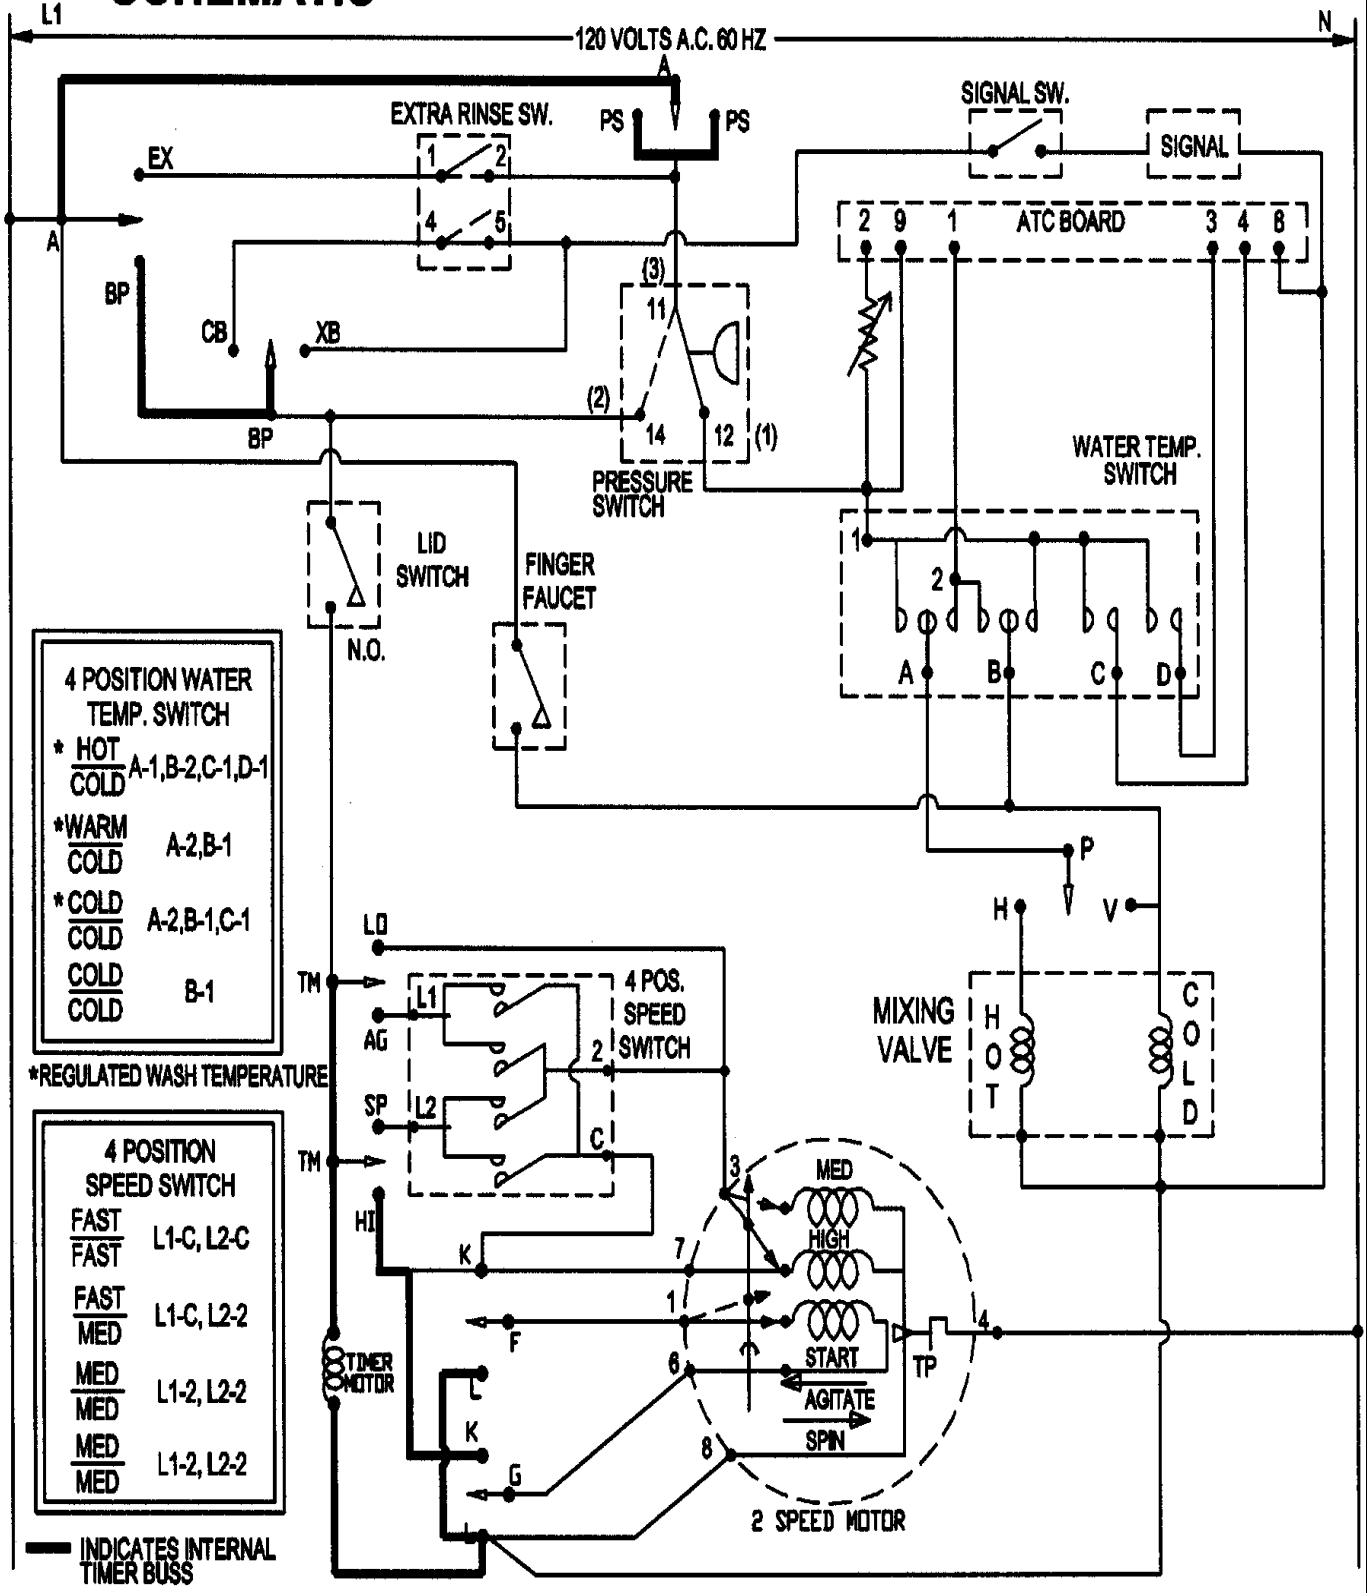 SCHEMATIC
L1
N
120 VOLTS A.C. 60 HZ
A
PS
PS
EXTRA RINSE SW.
SIGNAL SW.
SIGNAL
EX
1
2
4
5
A
BP
CB
XB
BP
(3)
11
(2)
14
12
(1)
PRESSURE
SWITCH
2
9
1
ATC BOARD
3
4
6
WATER TEMP.
SWITCH
1
2
A
B
C
D
LID
SWITCH
N.O.
FINGER
FAUCET
4 POSITION WATER
TEMP. SWITCH
* HOT
COLD
A-1,B-2,C-1,D-1
*WARM
COLD
A-2,B-1
*COLD
COLD
A-2,B-1,C-1
COLD
COLD
B-1
*REGULATED WASH TEMPERATURE
4 POSITION
SPEED SWITCH
FAST
FAST
L1-C, L2-C
FAST
MED
L1-C, L2-2
MED
MED
L1-2, L2-2
MED
MED
L1-2, L2-2
INDICATES INTERNAL
TIMER BUSS
P
H
V
MIXING
VALVE
HOT
COLD
LO
TM
AG
L1
4 POS.
SPEED
SWITCH
2
SP
L2
C
TM
HI
K
7
3
MED
HIGH
1
F
START
6
TP
4
AGITATE
SPIN
TIMER
MOTOR
L
K
G
8
L
2 SPEED MOTOR